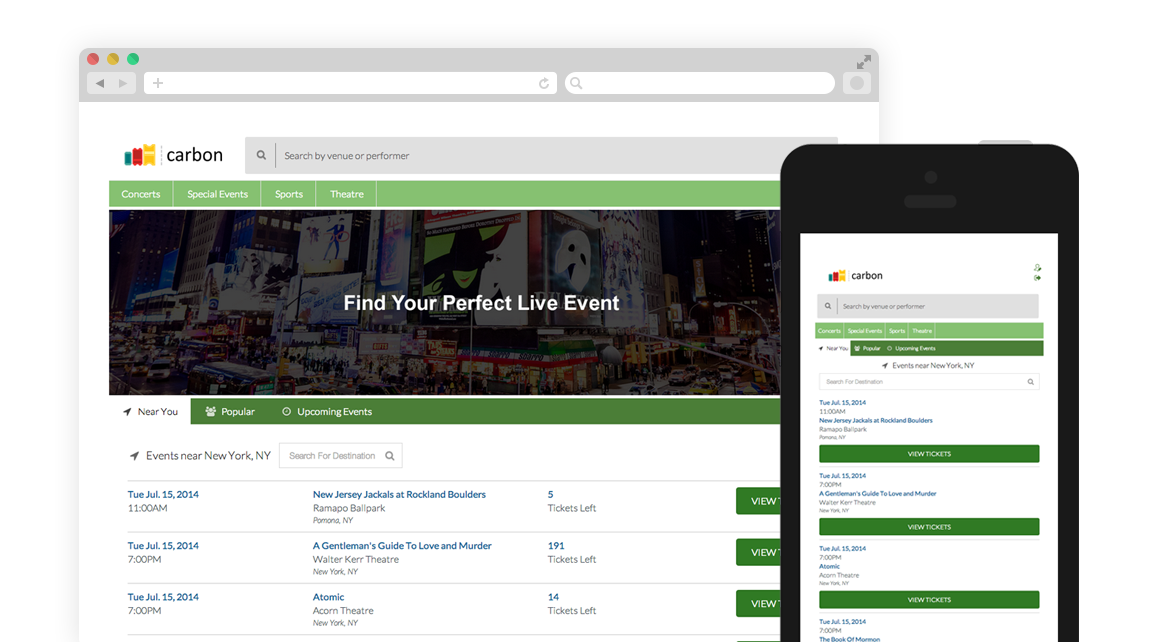 carbon
Search by venue or performer
Concerts
Special Events
Sports
Theatre
Find Your Perfect Live Event
Near You
Popular
Upcoming Events
Events near New York, NY
Search For Destination
Tue Jul. 15, 2014
New Jersey Jackals at Rockland Boulders
5
11:00AM
Ramapo Ballpark
Tickets Left
Pomona, NY
VIEW
Tue Jul. 15, 2014
A Gentleman's Guide To Love and Murder
191
7:00PM
Walter Kerr Theatre
Tickets Left
New York, NY
VIEW
Tue Jul. 15, 2014
Atomic
14
7:00PM
Acorn Theatre
Tickets Left
New York, NY
VIEW
carbon
Search by venue or performer
Concerts
Special Events
Sports
Theatre
Near You
Popular
Upcoming Events
Events near New York, NY
Search For Destination
Tue Jul. 15, 2014
11:00AM
New Jersey Jackals at Rockland Boulders
Ramapo Ballpark
Pomona, NY
VIEW TICKETS
Tue Jul. 15, 2014
7:00PM
A Gentleman's Guide To Love and Murder
Walter Kerr Theatre
New York, NY
VIEW TICKETS
Tue Jul. 15, 2014
7:00PM
Atomic
Acorn Theatre
New York, NY
VIEW TICKETS
Tue Jul. 15, 2014
7:00PM
The Book Of Mormon